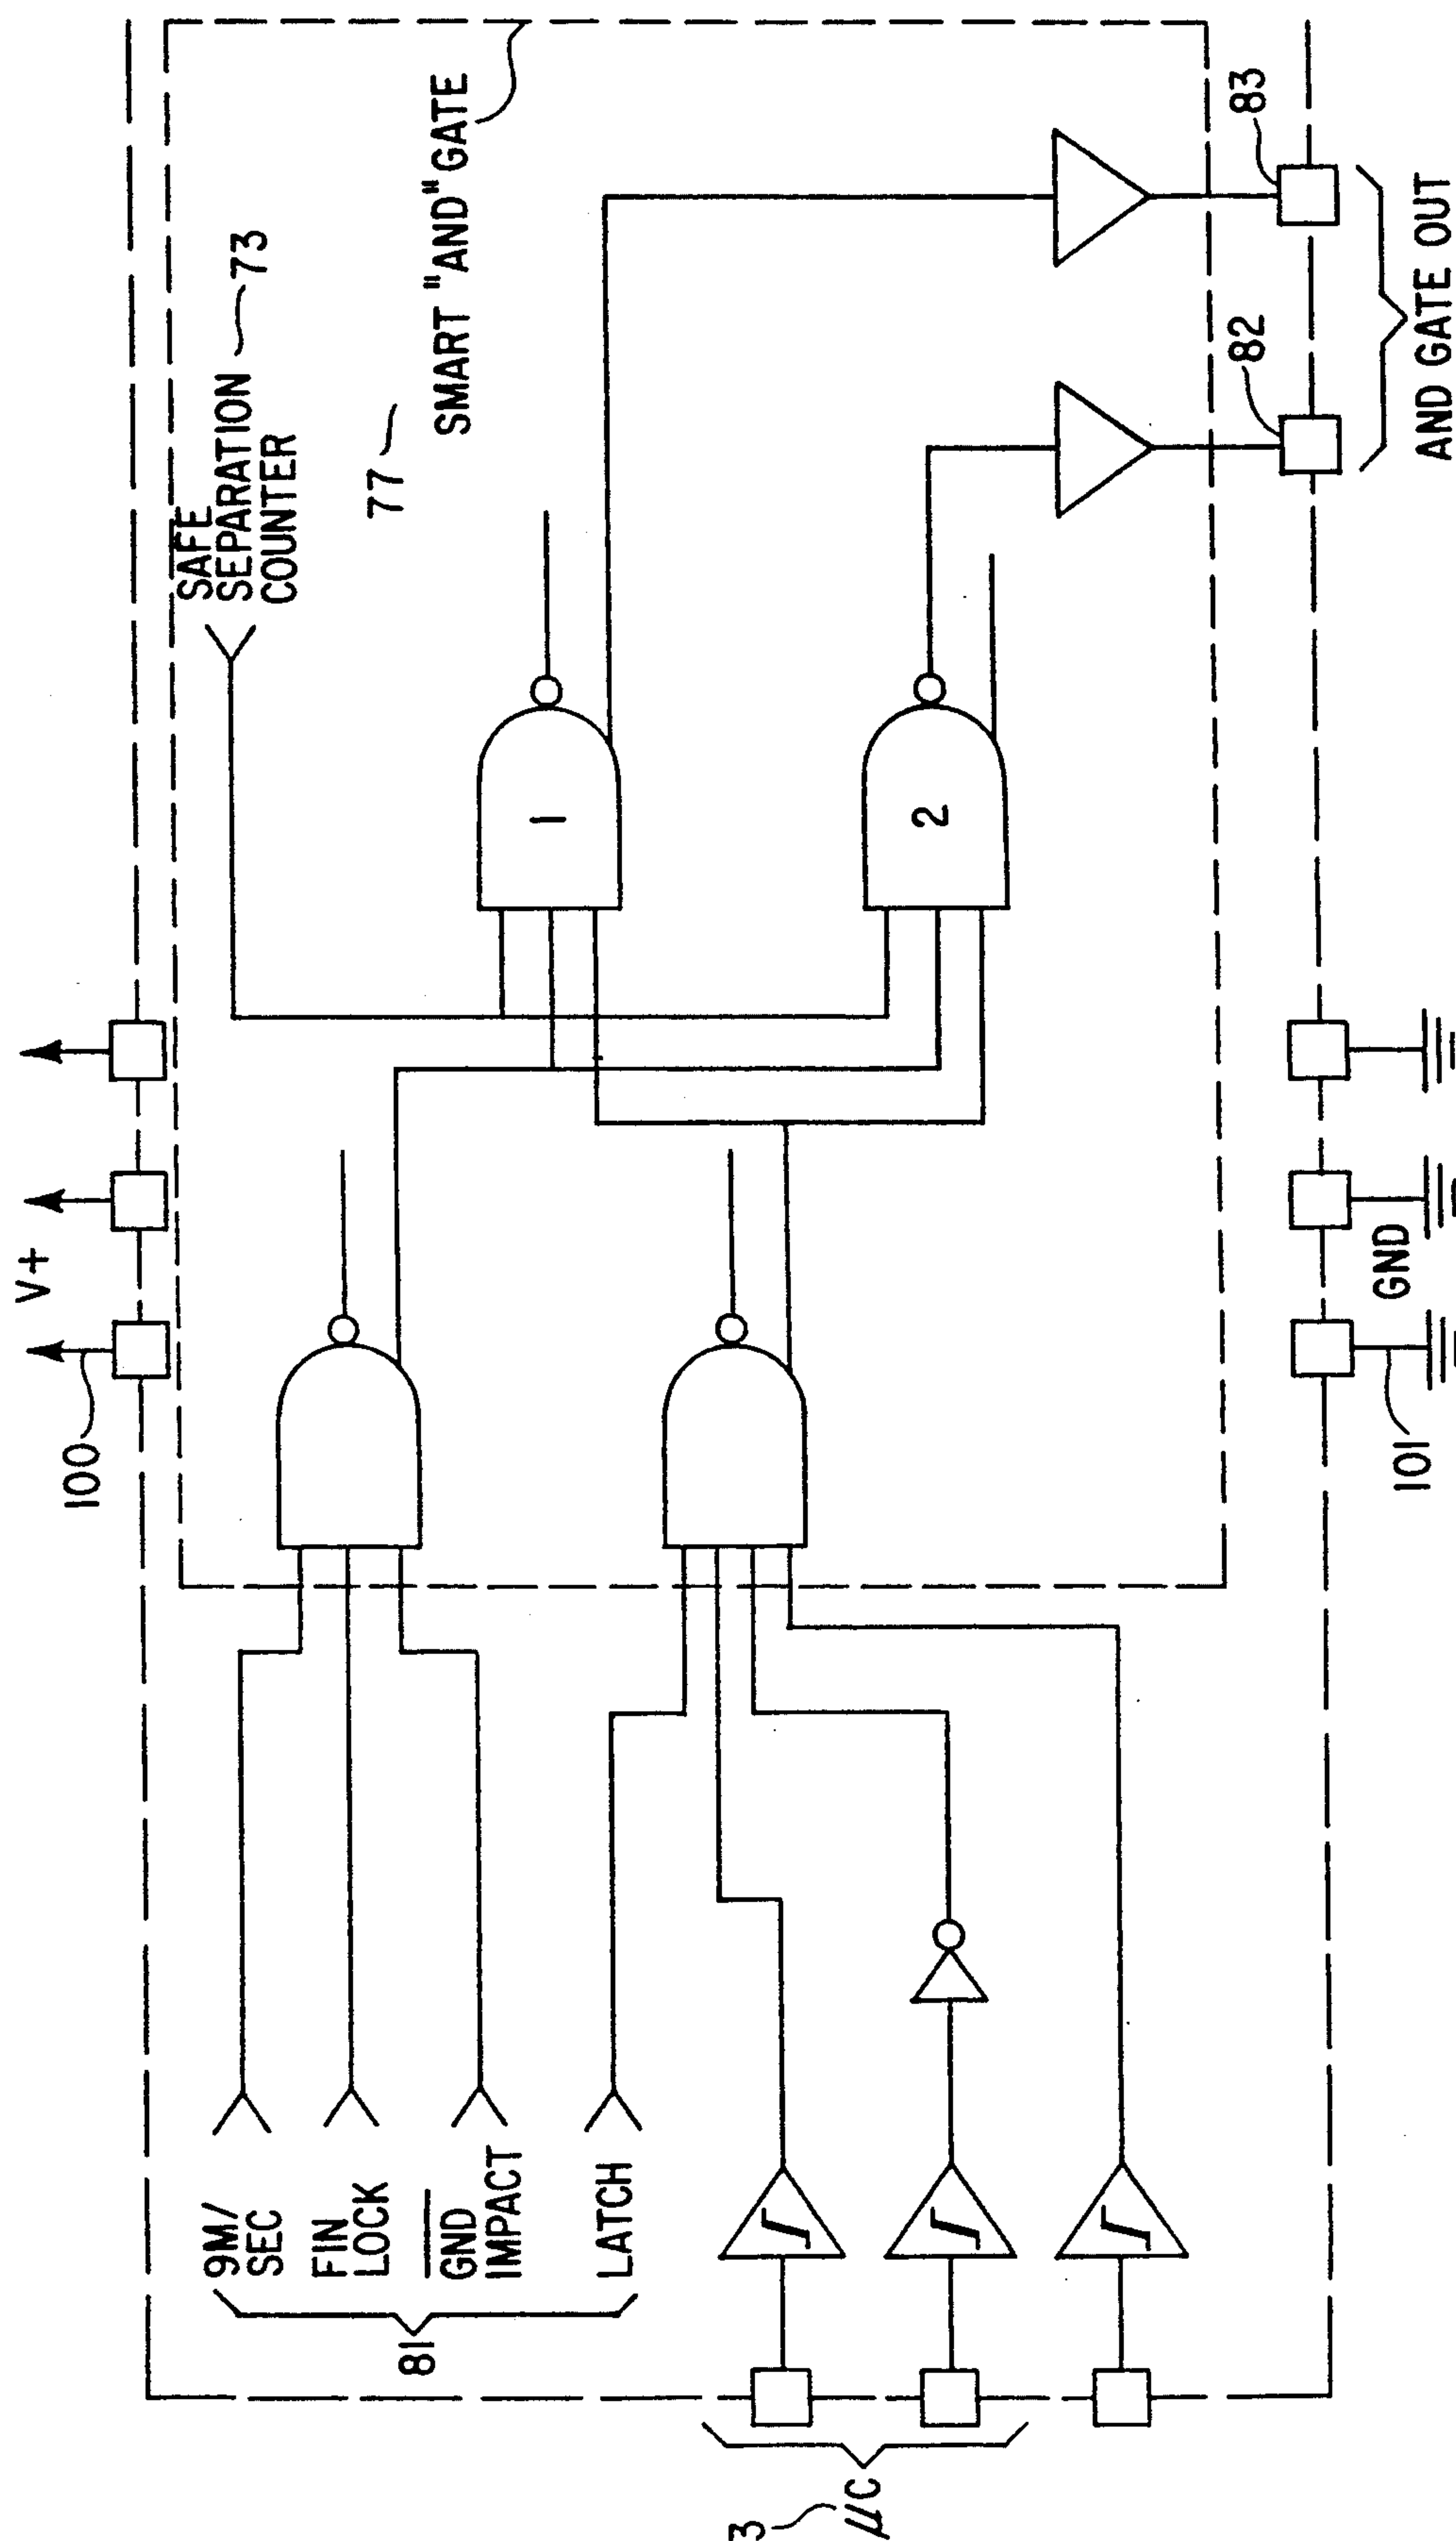 V+
100
SAFE
SEPARATION 73
COUNTER
77
SMART "AND" GATE
9M/
SEC
FIN
LOCK
GND
IMPACT
LATCH
81
1
2
3
μC
82
83
AND GATE OUT
GND
101